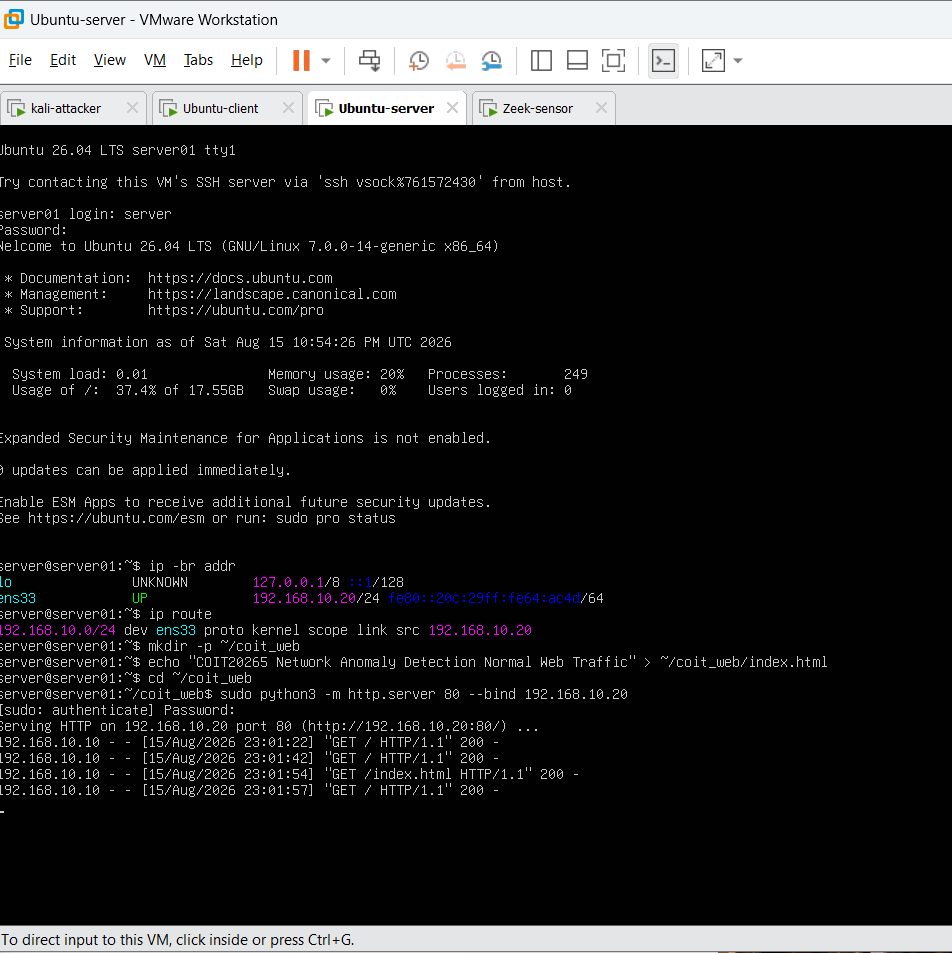 Ubuntu-server - VMware Workstation
File Edit View VM Tabs Help
kali-attacker Ubuntu-client Ubuntu-server Zeek-sensor
Ubuntu 26.04 LTS server01 tty1
Try contacting this VM's SSH server via 'ssh vsock%761572430' from host.
server01 login: server
Password:
Welcome to Ubuntu 26.04 LTS (GNU/Linux 7.0.0-14-generic x86_64)
* Documentation: https://docs.ubuntu.com
* Management: https://landscape.canonical.com
* Support: https://ubuntu.com/pro
System information as of Sat Aug 15 10:54:26 PM UTC 2026
System load: 0.01 Memory usage: 20% Processes: 249
Usage of /: 37.4% of 17.55GB Swap usage: 0% Users logged in: 0
Expanded Security Maintenance for Applications is not enabled.
0 updates can be applied immediately.
Enable ESM Apps to receive additional future security updates.
See https://ubuntu.com/esm or run: sudo pro status
server@server01:~$ ip -br addr
lo UNKNOWN 127.0.0.1/8 ::1/128
ens33 UP 192.168.10.20/24 fe80::20c:29ff:fe64:ac4d/64
server@server01:~$ ip route
192.168.10.0/24 dev ens33 proto kernel scope link src 192.168.10.20
server@server01:~$ mkdir -p ~/coit_web
server@server01:~$ echo "COIT20265 Network Anomaly Detection Normal Web Traffic" > ~/coit_web/index.html
server@server01:~$ cd ~/coit_web
server@server01:~/coit_web$ sudo python3 -m http.server 80 --bind 192.168.10.20
[sudo: authenticate] Password:
Serving HTTP on 192.168.10.20 port 80 (http://192.168.10.20:80/) ...
192.168.10.10 - - [15/Aug/2026 23:01:22] "GET / HTTP/1.1" 200 -
192.168.10.10 - - [15/Aug/2026 23:01:42] "GET / HTTP/1.1" 200 -
192.168.10.10 - - [15/Aug/2026 23:01:54] "GET /index.html HTTP/1.1" 200 -
192.168.10.10 - - [15/Aug/2026 23:01:57] "GET / HTTP/1.1" 200 -
To direct input to this VM, click inside or press Ctrl+G.